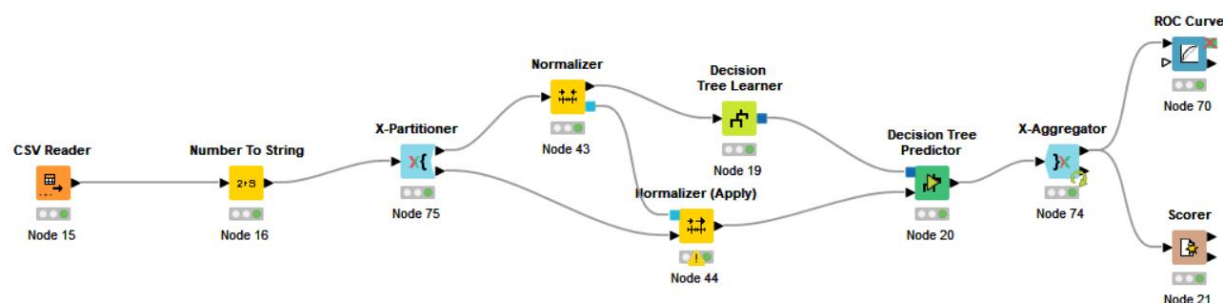 ROC Curve
Node 70
Normalizer
Node 43
Decision
Tree Learner
Node 19
X-Partitioner
Node 75
CSV Reader
Node 15
Number To String
2›S
Node 16
X-Aggregator
Node 74
Decision Tree
Predictor
Node 20
Normalizer (Apply)
Node 44
Scorer
Node 21